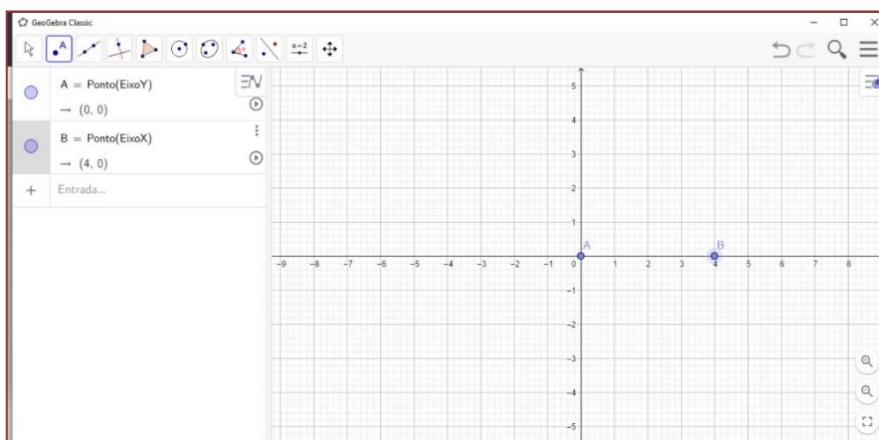 GeoGebra Classic
A
a=2
A = Ponto(EixoY)
→ (0, 0)
B = Ponto(EixoX)
→ (4, 0)
+ Entrada...
5
4
3
2
1
A B
−9 −8 −7 −6 −5 −4 −3 −2 −1 0 1 2 3 4 5 6 7 8
−1
−2
−3
−4
−5